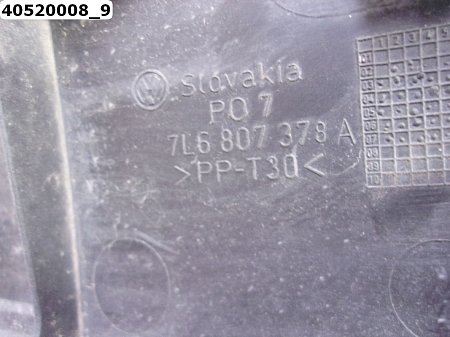 40520008_9
Slovakia
PO 7
7L6 807 378 A
>PP-T30<